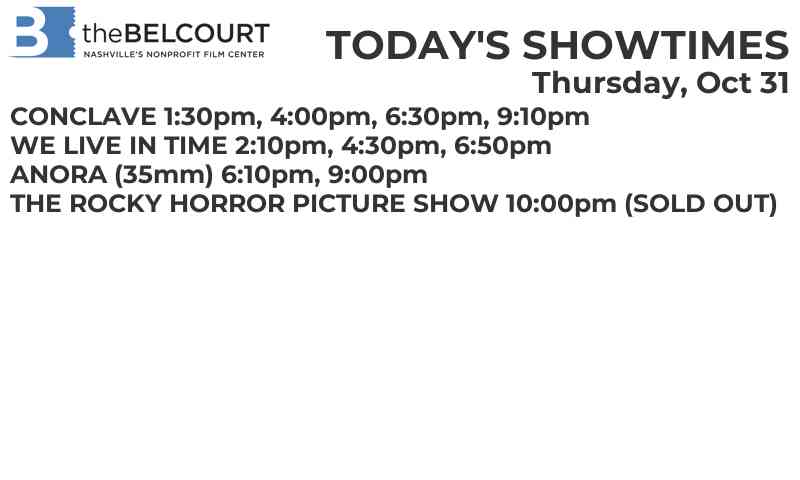 B theBELCOURT
NASHVILLE'S NONPROFIT FILM CENTER
TODAY'S SHOWTIMES
Thursday, Oct 31
CONCLAVE 1:30pm, 4:00pm, 6:30pm, 9:10pm
WE LIVE IN TIME 2:10pm, 4:30pm, 6:50pm
ANORA (35mm) 6:10pm, 9:00pm
THE ROCKY HORROR PICTURE SHOW 10:00pm (SOLD OUT)